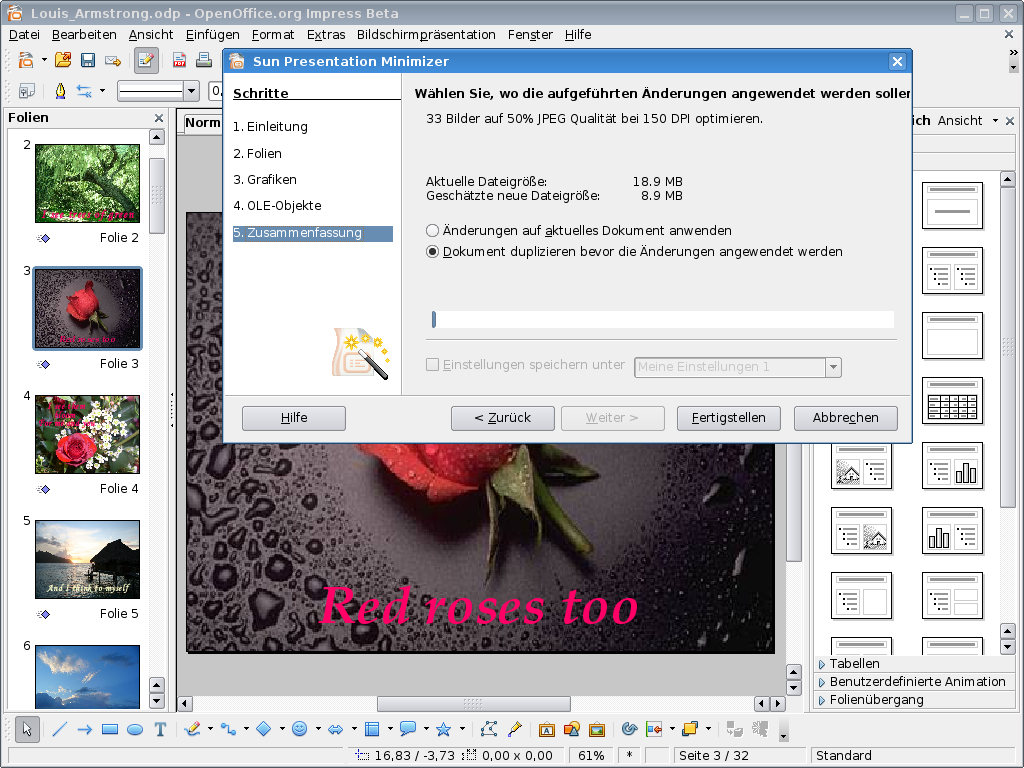 Louis_Armstrong.odp - OpenOffice.org Impress Beta
Datei Bearbeiten Ansicht Einfügen Format Extras Bildschirmpräsentation Fenster Hilfe
Sun Presentation Minimizer
Folien
Norm
Ansicht
2
Folie 2
3
Folie 3
4
Folie 4
5
And I think to myself
Folie 5
6
Schritte
1. Einleitung
2. Folien
3. Grafiken
4. OLE-Objekte
5. Zusammenfassung
Wählen Sie, wo die aufgeführten Änderungen angewendet werden soller
33 Bilder auf 50% JPEG Qualität bei 150 DPI optimieren.
Aktuelle Dateigröße: 18.9 MB
Geschätzte neue Dateigröße: 8.9 MB
Änderungen auf aktuelles Dokument anwenden
Dokument duplizieren bevor die Änderungen angewendet werden
Einstellungen speichern unter Meine Einstellungen 1
Hilfe < Zurück Weiter > Fertigstellen Abbrechen
Red roses too
Tabellen
Benutzerdefinierte Animation
Folienübergang
16,83 / -3,73 0,00 x 0,00 61% * Seite 3 / 32 Standard